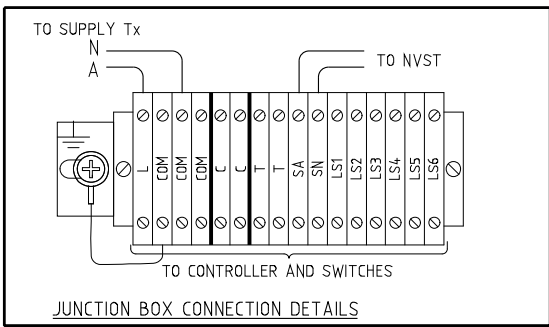 TO SUPPLY Tx
N
A
TO NVST
L COM COM COM C C T T SA SN LS1 LS2 LS3 LS4 LS5 LS6
TO CONTROLLER AND SWITCHES
JUNCTION BOX CONNECTION DETAILS